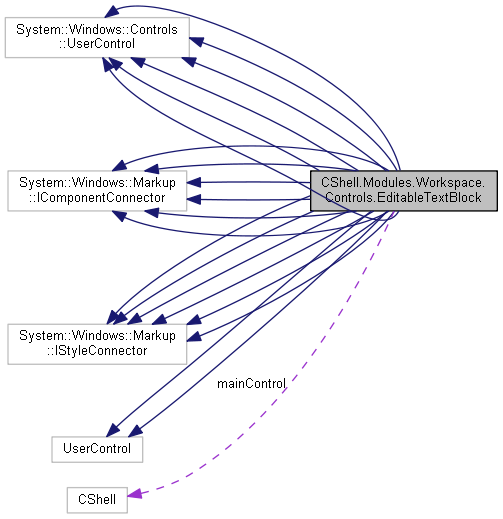 System::Windows::Controls
::UserControl
System::Windows::Markup
::IComponentConnector
CShell.Modules.Workspace.
Controls.EditableTextBlock
System::Windows::Markup
::IStyleConnector
mainControl
UserControl
CShell